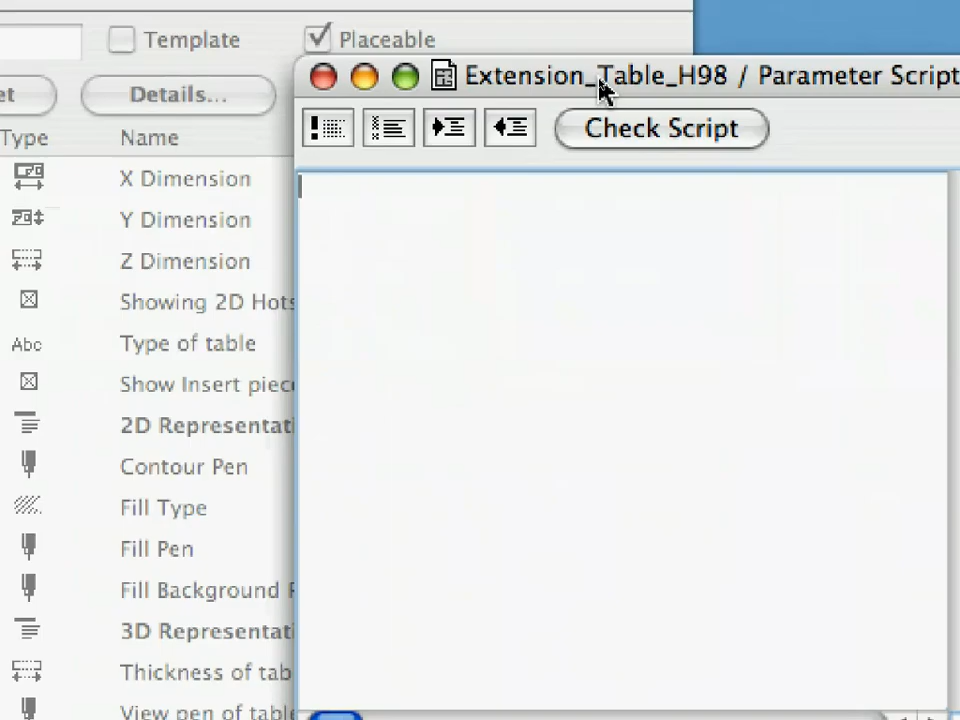 Template
Placeable
Extension_Table_H98 / Parameter Script
Details...
Check Script
Type
Name
X Dimension
Y Dimension
Z Dimension
Showing 2D Hots
Abc
Type of table
Show Insert piec
2D Representati
Contour Pen
Fill Type
Fill Pen
Fill Background
3D Representati
Thickness of tab
View pen of table